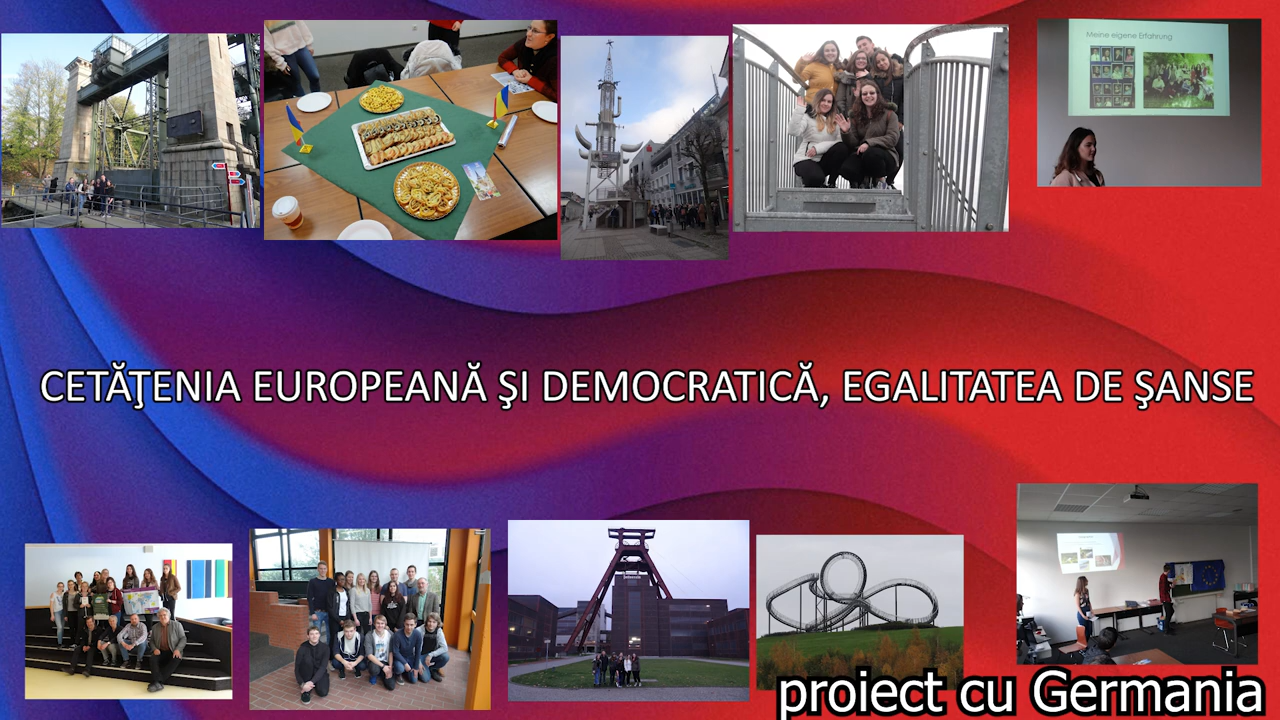 Meine eigene Erfahrung
CETĂŢENIA EUROPEANĂ ŞI DEMOCRATICĂ, EGALITATEA DE ŞANSE
proiect cu Germania